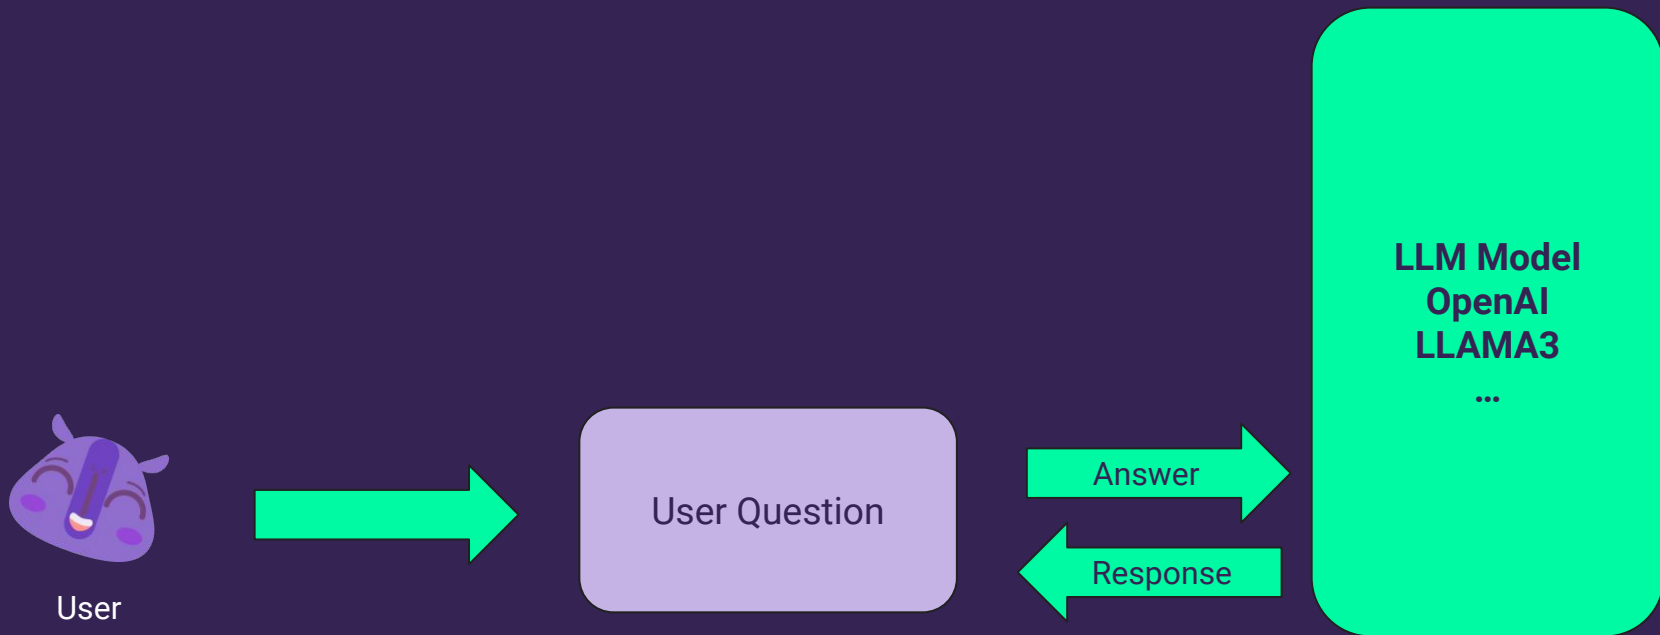 LLM Model
OpenAI
LLAMA3
...
User Question
Answer
Response
User